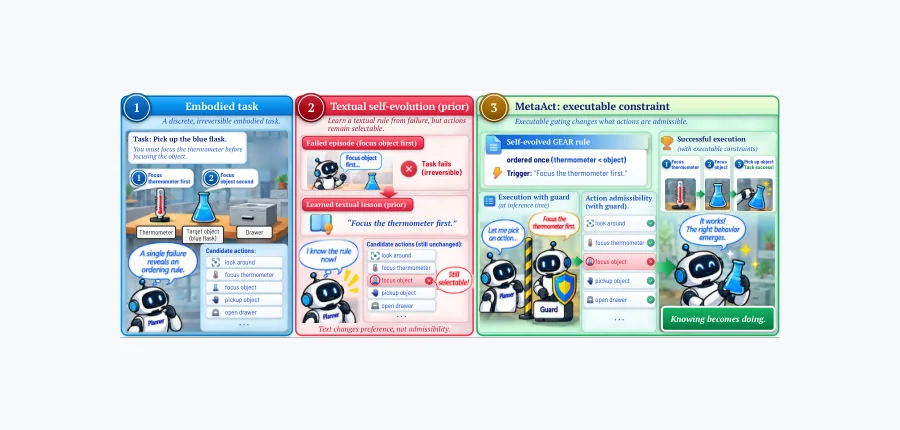 1
Embodied task
A discrete, irreversible embodied task.
Task: Pick up the blue flask.
You must focus the thermometer before
focusing the object.
1 Focus
thermometer first
2 Focus
object second
Thermometer
Target object
(blue flask)
Drawer
A single failure
reveals an
ordering rule.
Planner
Candidate actions:
look around
focus thermometer
focus object
pickup object
open drawer
...
2
Textual self-evolution (prior)
Learn a textual rule from failure, but actions
remain selectable.
Failed episode (focus object first)
Focus object
first...
Task fails
(irreversible)
Learned textual lesson (prior)
"Focus the thermometer first."
I know the rule
now!
Planner
Candidate actions (still unchanged):
look around
focus thermometer
focus object
pickup object
open drawer
...
Still
selectable!
Text changes preference, not admissibility.
3
MetaAct: executable constraint
Executable gating changes what actions are admissible.
Self-evolved GEAR rule
ordered once (thermometer < object)
Trigger: "Focus the thermometer first."
Execution with guard
(at inference time)
Let me pick
an action...
Focus the
thermometer first.
Planner
Guard
Action admissibility
(with guard).
look around
focus thermometer
focus object
pickup object
open drawer
...
Successful execution
(with executable constraints)
1 Focus
thermometer
2 Focus
object
3 Pick up object
Task success!
It works!
The right behavior
emerges.
Planner
Knowing becomes doing.